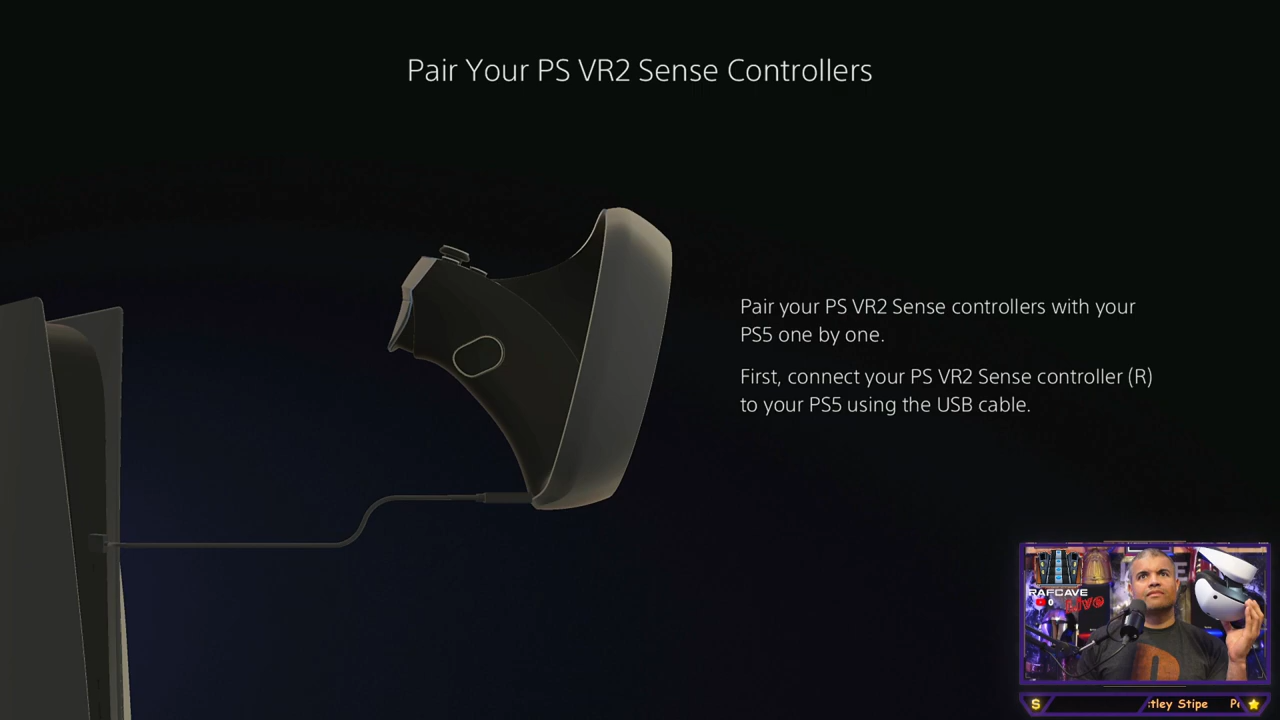 Pair Your PS VR2 Sense Controllers
Pair your PS VR2 Sense controllers with your
PS5 one by one.
First, connect your PS VR2 Sense controller (R)
to your PS5 using the USB cable.
RAFCAVE
0
Live
S
tley Stipe